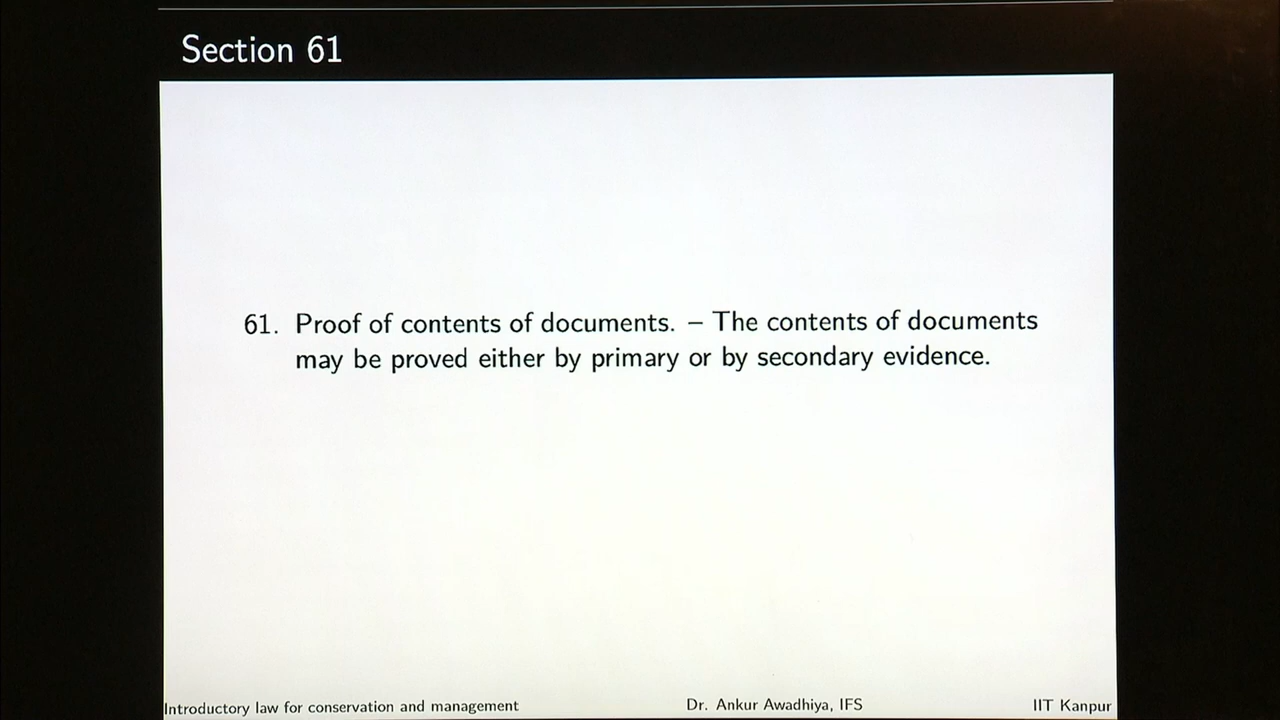 Section 61
61. Proof of contents of documents. – The contents of documents
may be proved either by primary or by secondary evidence.
Introductory law for conservation and management Dr. Ankur Awadhiya, IFS IIT Kanpur